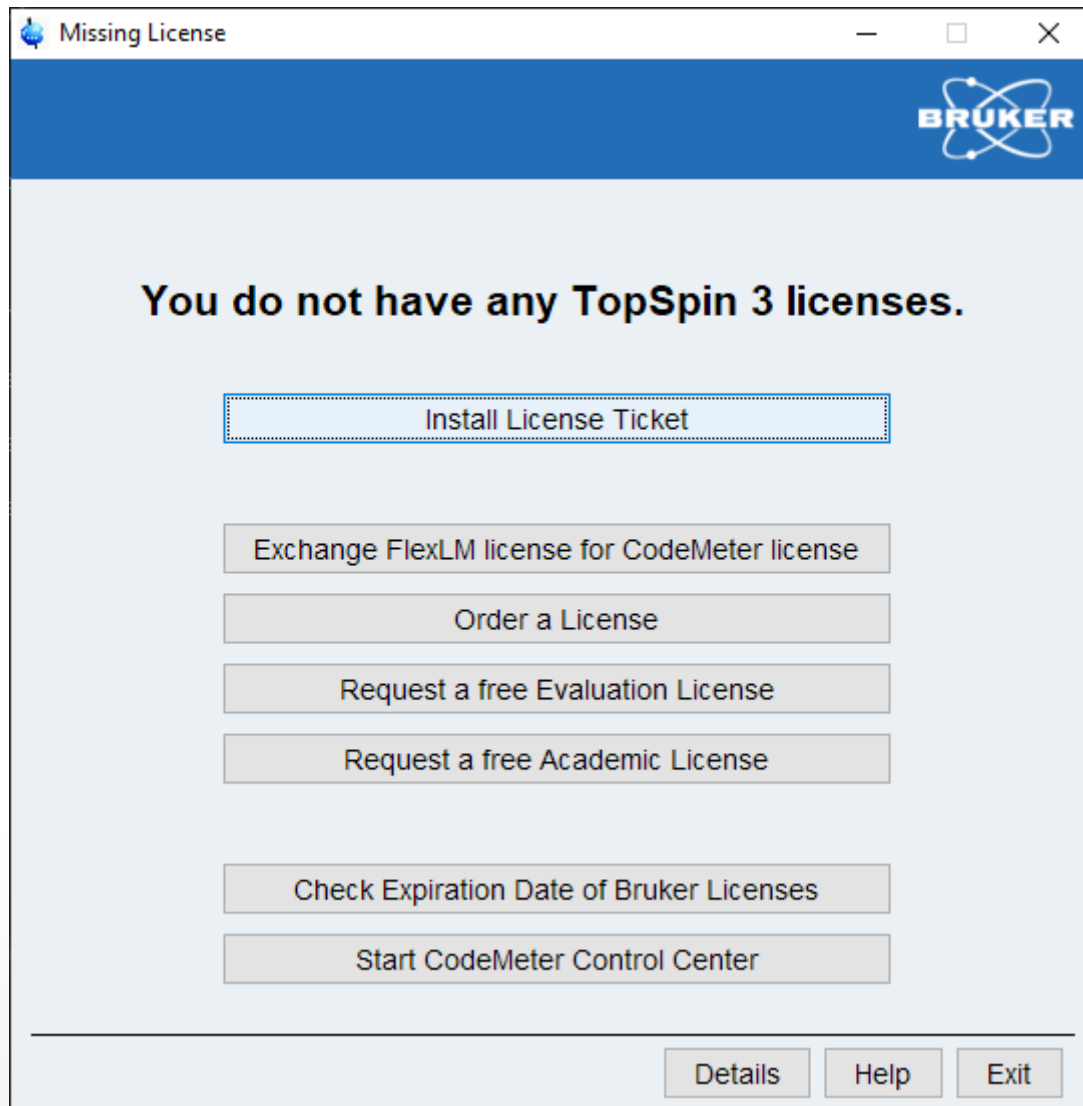 Missing License
BRUKER
You do not have any TopSpin 3 licenses.
Install License Ticket
Exchange FlexLM license for CodeMeter license
Order a License
Request a free Evaluation License
Request a free Academic License
Check Expiration Date of Bruker Licenses
Start CodeMeter Control Center
Details Help Exit